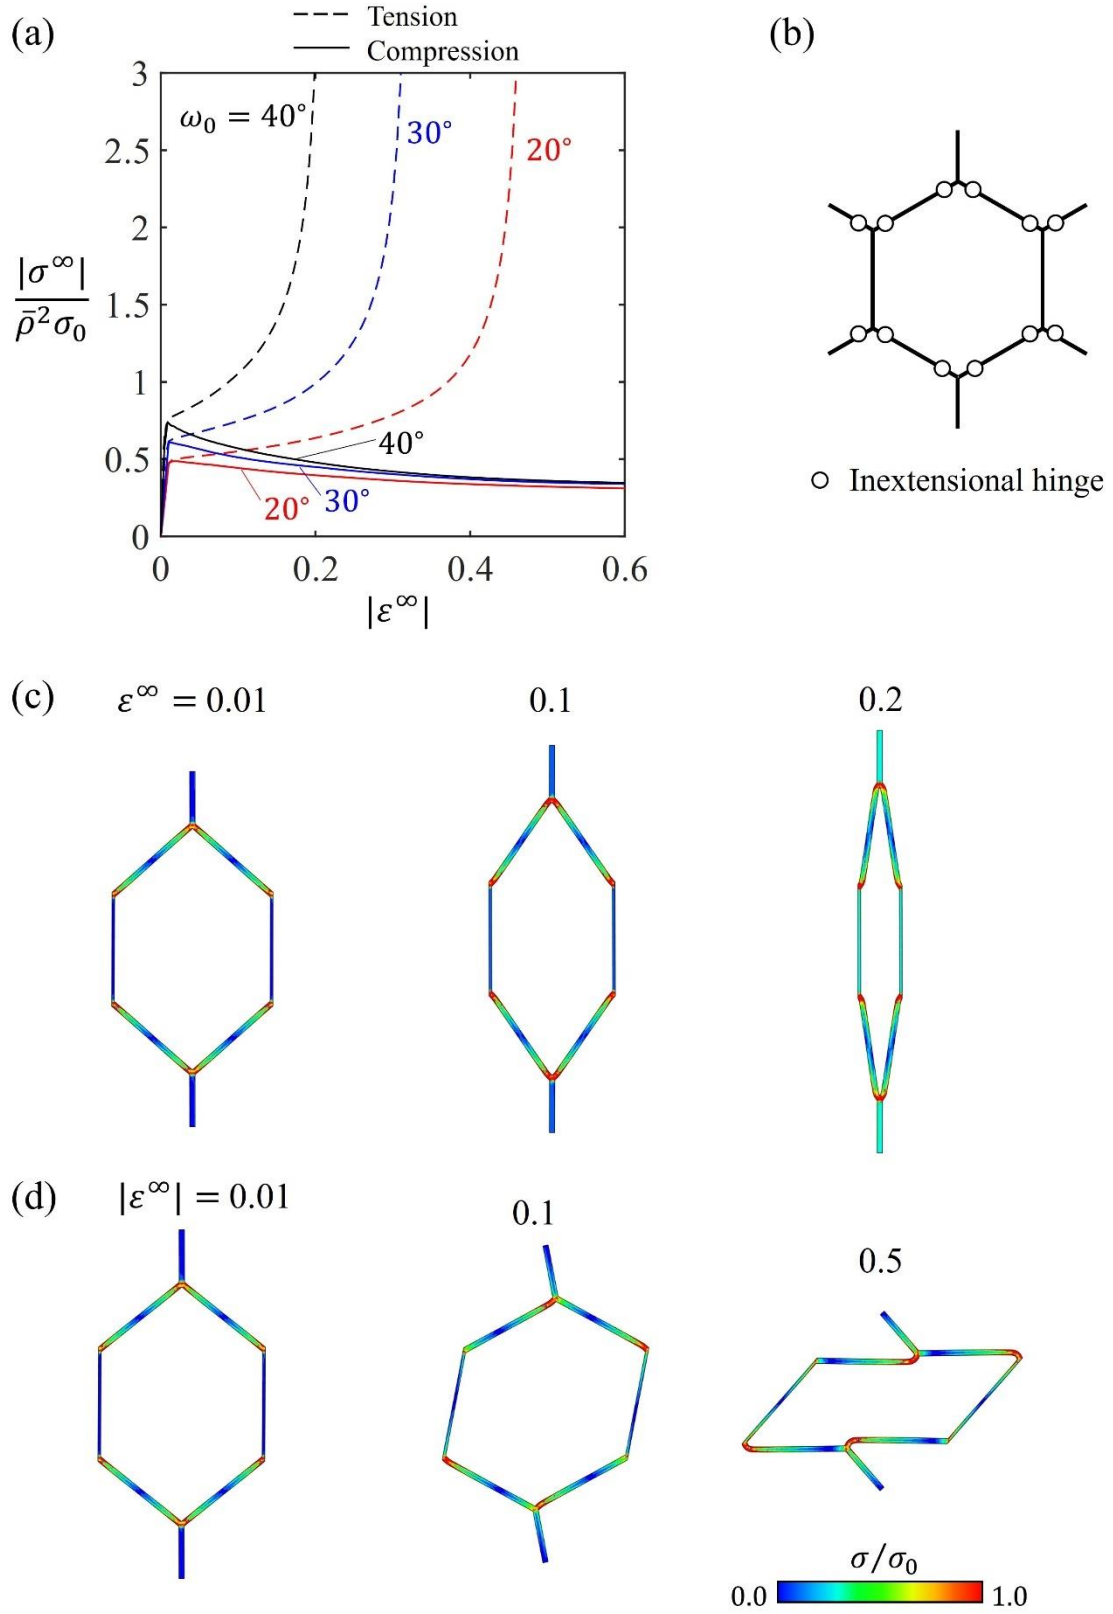 (a)
Tension
Compression
(b)
3
2.5
2
1.5
1
0.5
0
ω₀ = 40°
30°
20°
40°
30°
20°
|σ^∞|
ρ̄²σ₀
0
0.2
0.4
0.6
|ε^∞|
Inextensional hinge
(c)
ε^∞ = 0.01
0.1
0.2
(d)
|ε^∞| = 0.01
0.1
0.5
σ/σ₀
0.0
1.0